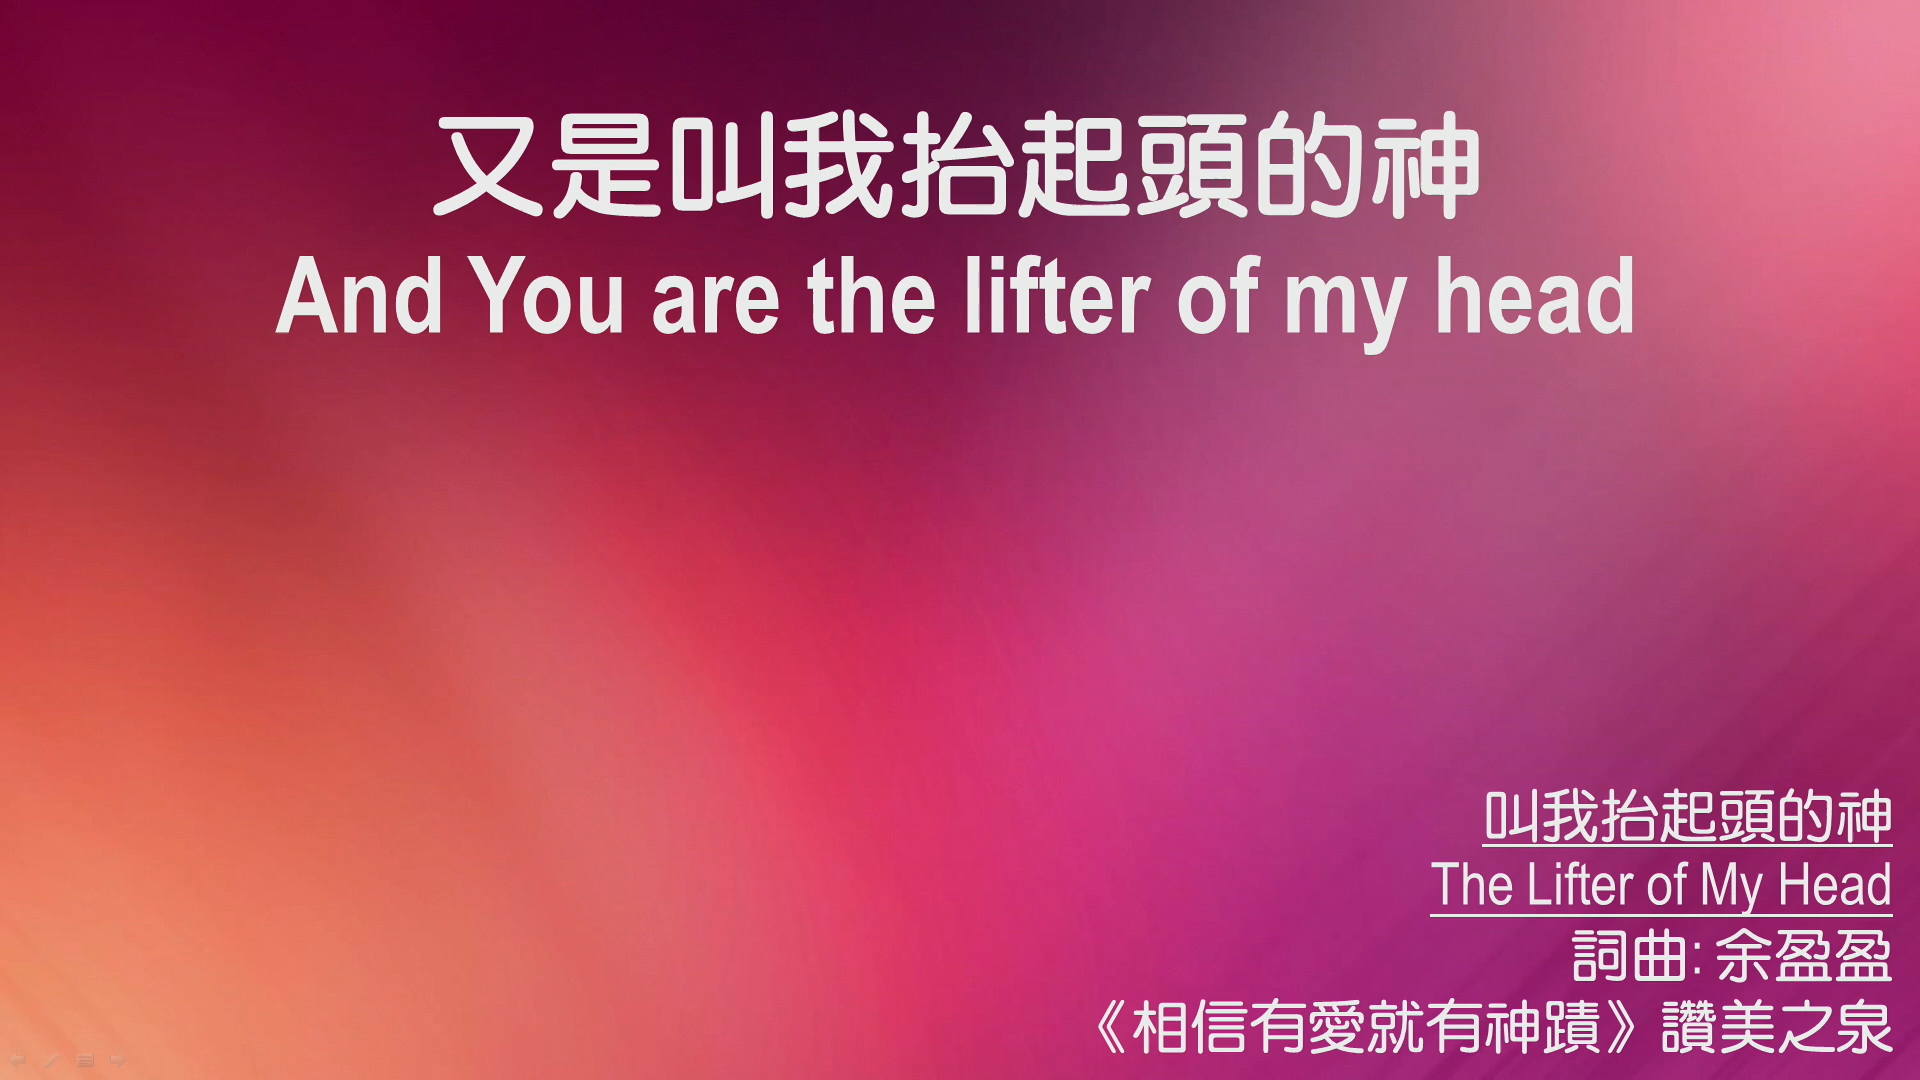 又是叫我抬起頭的神
And You are the lifter of my head
叫我抬起頭的神
The Lifter of My Head
詞曲: 余盈盈
《相信有愛就有神蹟》讚美之泉